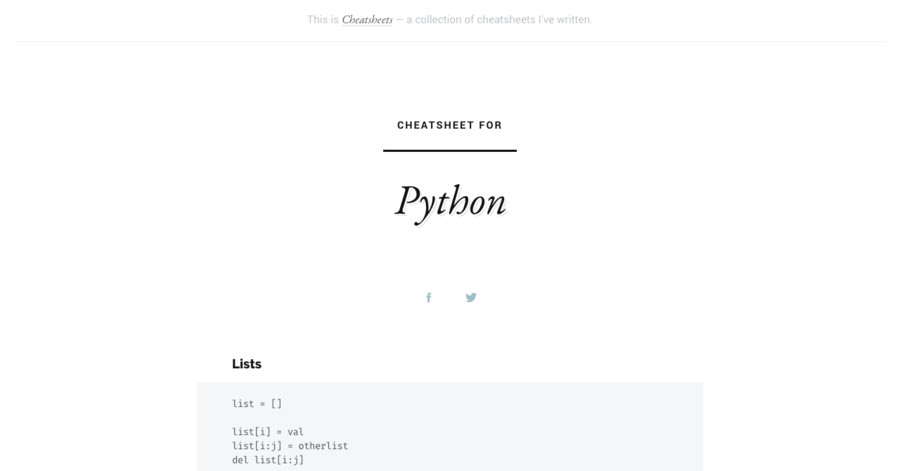 This is Cheatsheets — a collection of cheatsheets I've written.
CHEATSHEET FOR
Python
Lists
list = []
list[i] = val
list[i:j] = otherlist
del list[i:j]